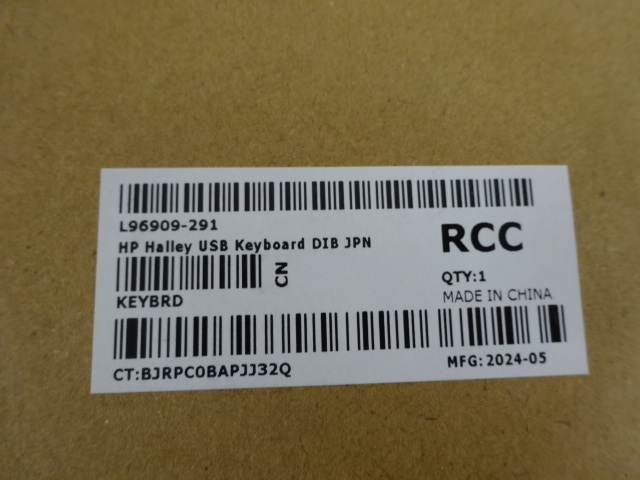 L96909-291
HP Halley USB Keyboard DIB JPN
RCC
CN
QTY:1
KEYBRD
MADE IN CHINA
CT:BJRPC0BAPJJ32Q
MFG:2024-05